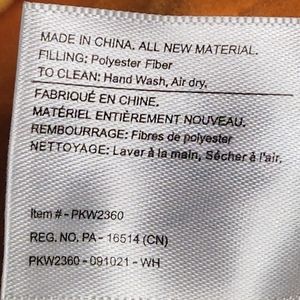 MADE IN CHINA. ALL NEW MATERIAL.
FILLING: Polyester Fiber
TO CLEAN: Hand Wash, Air dry.
FABRIQUÉ EN CHINE.
MATÉRIEL ENTIÈREMENT NOUVEAU.
REMBOURRAGE: Fibres de polyester
NETTOYAGE: Laver à la main, Sécher à l'air.
Item # - PKW2360
REG. NO. PA - 16514 (CN)
PKW2360 - 091021 - WH